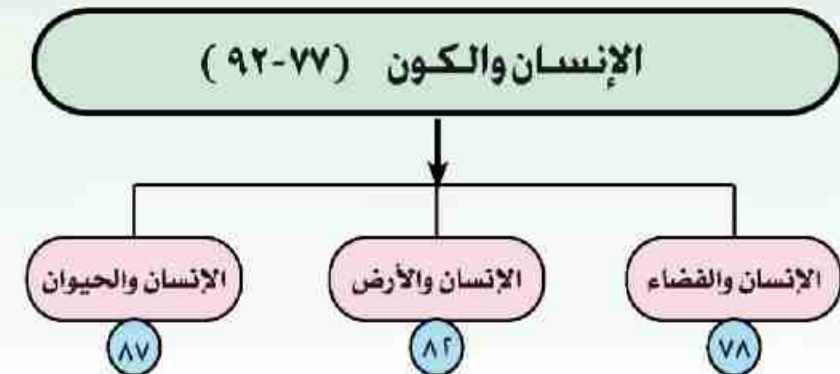 الإنسان والكون (٧٧-٩٢)
الإنسان والفضاء الإنسان والأرض الإنسان والحيوان
٧٨ ٨٢ ٨٧